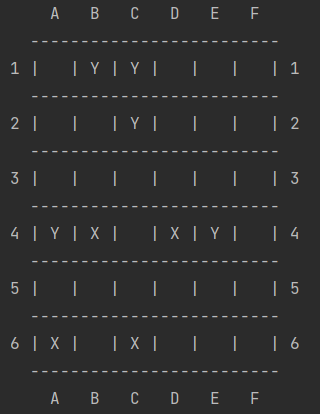 A   B   C   D   E   F
-------------------------
1 |   | Y | Y |   |   |   | 1
-------------------------
2 |   |   | Y |   |   |   | 2
-------------------------
3 |   |   |   |   |   |   | 3
-------------------------
4 | Y | X |   | X | Y |   | 4
-------------------------
5 |   |   |   |   |   |   | 5
-------------------------
6 | X |   | X |   |   |   | 6
-------------------------
A   B   C   D   E   F